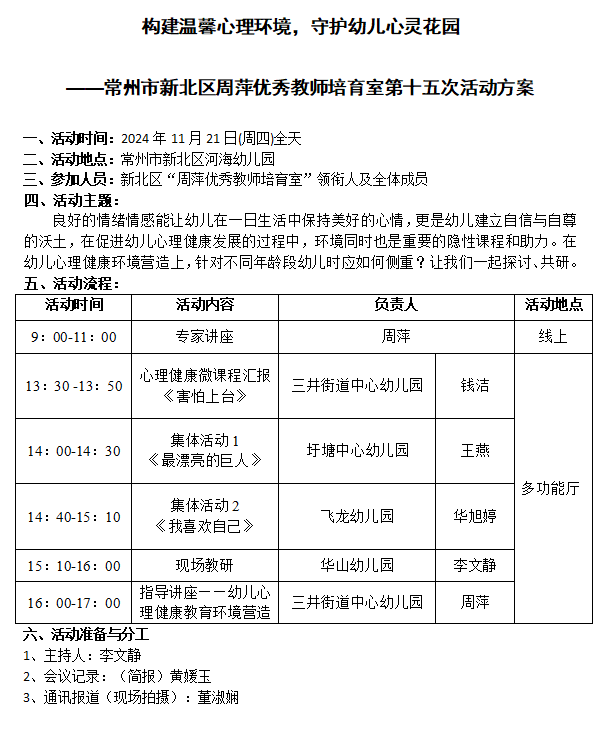 构建温馨心理环境，守护幼儿心灵花园
——常州市新北区周萍优秀教师培育室第十五次活动方案
一、活动时间：2024 年 11 月 21 日(周四)全天
二、活动地点：常州市新北区河海幼儿园
三、参加人员：新北区“周萍优秀教师培育室”领衔人及全体成员
四、活动主题：
良好的情绪情感能让幼儿在一日生活中保持美好的心情，更是幼儿建立自信与自尊
的沃土，在促进幼儿心理健康发展的过程中，环境同时也是重要的隐性课程和助力。在
幼儿心理健康环境营造上，针对不同年龄段幼儿时应如何侧重？让我们一起探讨、共研。
五、活动流程：
活动时间 活动内容 负责人 活动地点
9：00-11：00 专家讲座 周萍 线上
13：30 -13：50 心理健康微课程汇报 三井街道中心幼儿园 钱洁
《害怕上台》
14：00-14：30 集体活动 1 圩塘中心幼儿园 王燕
《最漂亮的巨人》
多功能厅
14：40-15：10 集体活动 2 飞龙幼儿园 华旭婷
《我喜欢自己》
15：10-16：00 现场教研 华山幼儿园 李文静
16：00-17：00 指导讲座——幼儿心 三井街道中心幼儿园 周萍
理健康教育环境营造
六、活动准备与分工
1、主持人：李文静
2、会议记录：（简报）黄媛玉
3、通讯报道（现场拍摄）：董淑娴